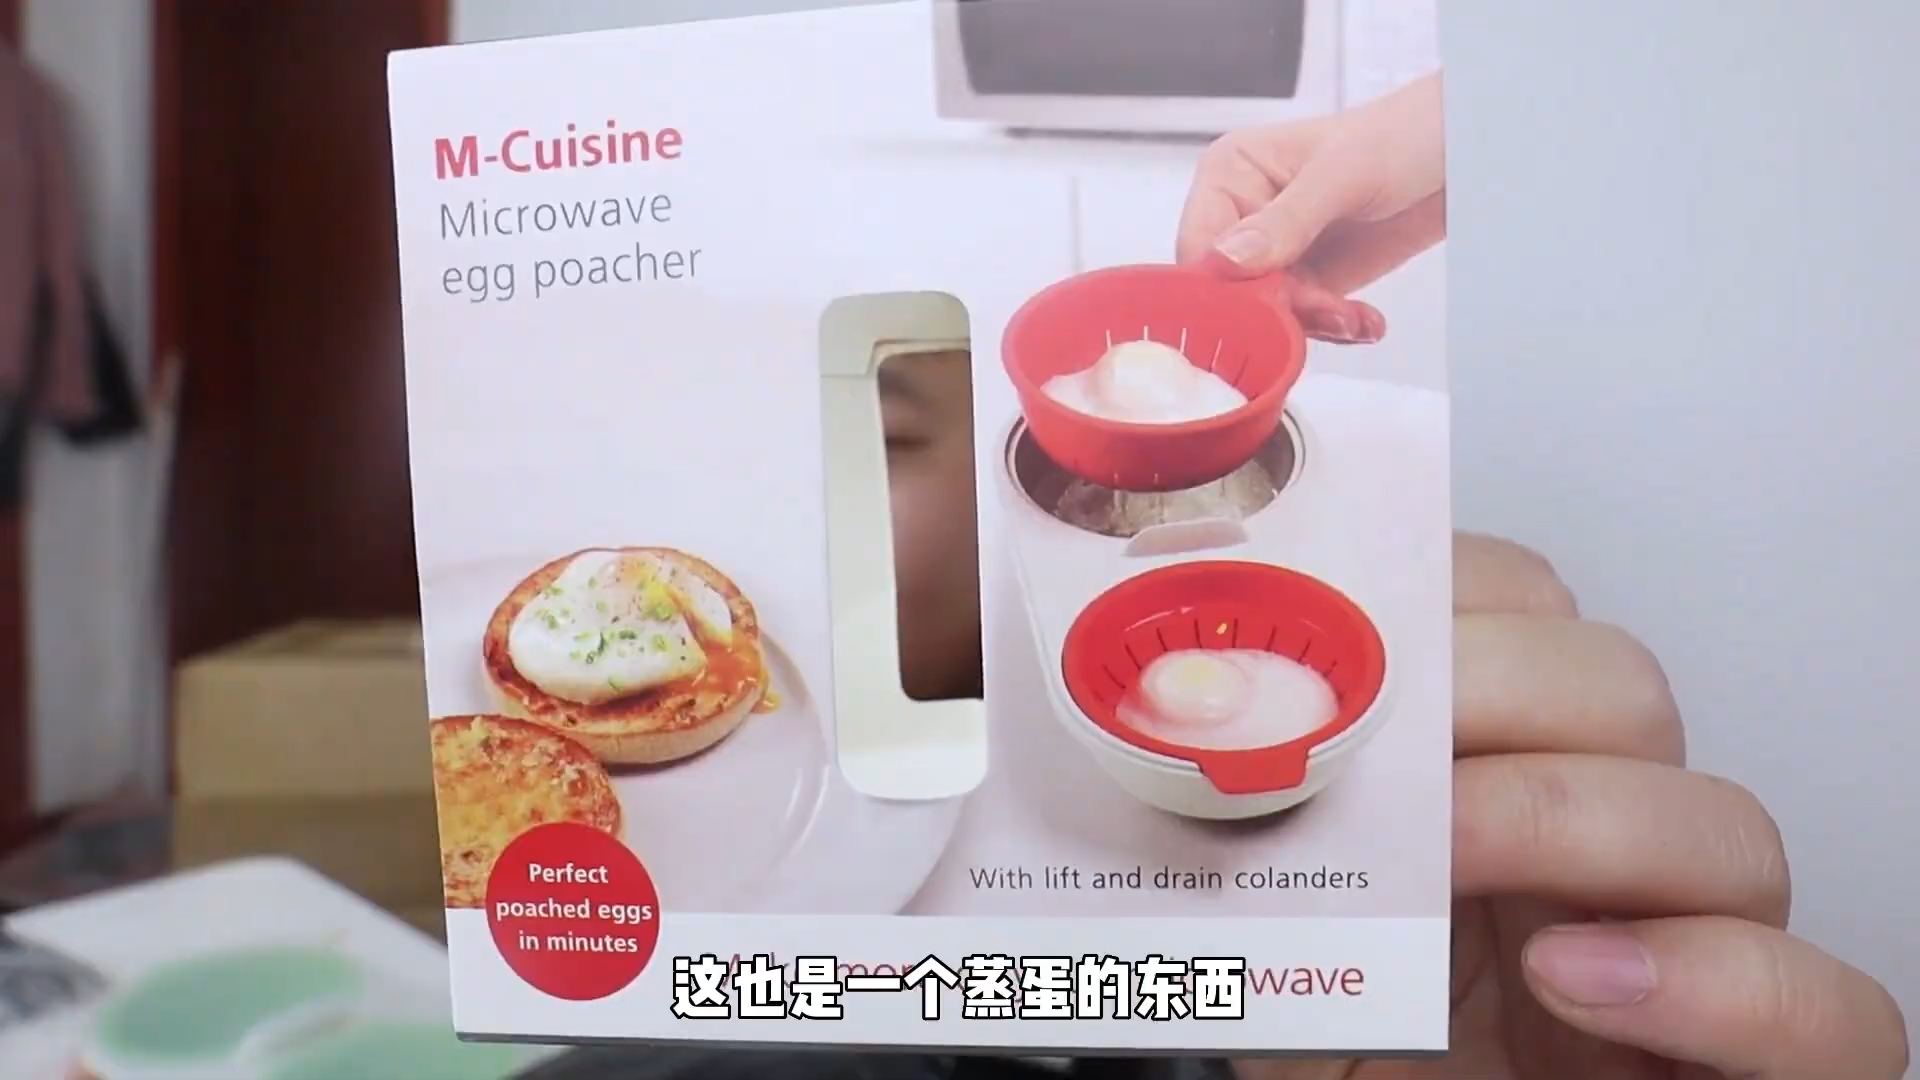 M-Cuisine
Microwave
egg poacher
With lift and drain colanders
Perfect
poached eggs
in minutes
这也是一个蒸蛋的东西